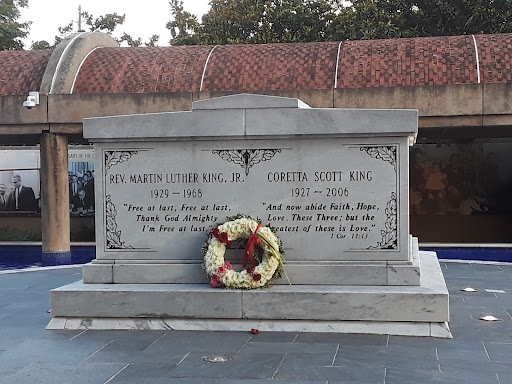 REV. MARTIN LUTHER KING, JR.
1929 — 1968
"Free at last, Free at last,
Thank God Almighty
I'm Free at last
CORETTA SCOTT KING
1927 — 2006
"And now abide Faith, Hope,
Love, These Three; but the
greatest of these is Love."
1 Cor. 13:13